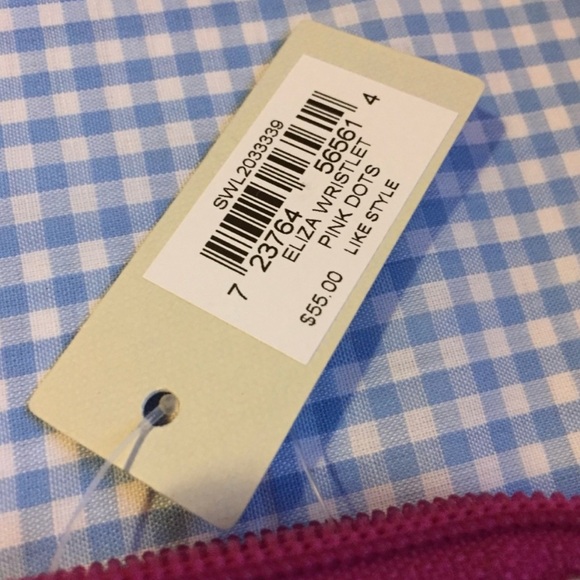 SWL2033339
7 23764 56561 4
ELIZA WRISTLET
PINK DOTS
LIKE STYLE
$55.00